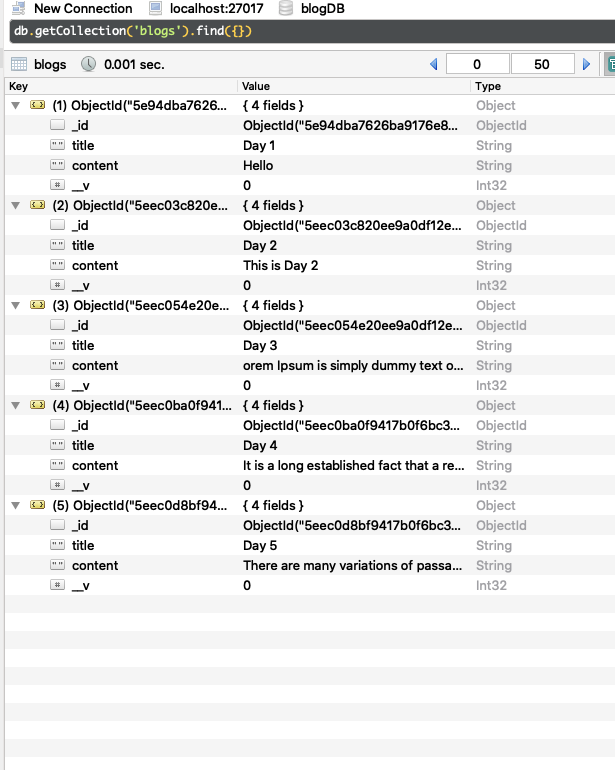 New Connection localhost:27017 blogDB
db.getCollection('blogs').find({})
blogs 0.001 sec. 0 50
Key Value Type
{..} (1) ObjectId("5e94dba7626... { 4 fields } Object
_id ObjectId("5e94dba7626ba9176e8... ObjectId
"" title Day 1 String
"" content Hello String
# __v 0 Int32
{..} (2) ObjectId("5eec03c820e... { 4 fields } Object
_id ObjectId("5eec03c820ee9a0df12e... ObjectId
"" title Day 2 String
"" content This is Day 2 String
# __v 0 Int32
{..} (3) ObjectId("5eec054e20e... { 4 fields } Object
_id ObjectId("5eec054e20ee9a0df12e... ObjectId
"" title Day 3 String
"" content orem Ipsum is simply dummy text o... String
# __v 0 Int32
{..} (4) ObjectId("5eec0ba0f941... { 4 fields } Object
_id ObjectId("5eec0ba0f9417b0f6bc3... ObjectId
"" title Day 4 String
"" content It is a long established fact that a re... String
# __v 0 Int32
{..} (5) ObjectId("5eec0d8bf94... { 4 fields } Object
_id ObjectId("5eec0d8bf9417b0f6bc3... ObjectId
"" title Day 5 String
"" content There are many variations of passa... String
# __v 0 Int32